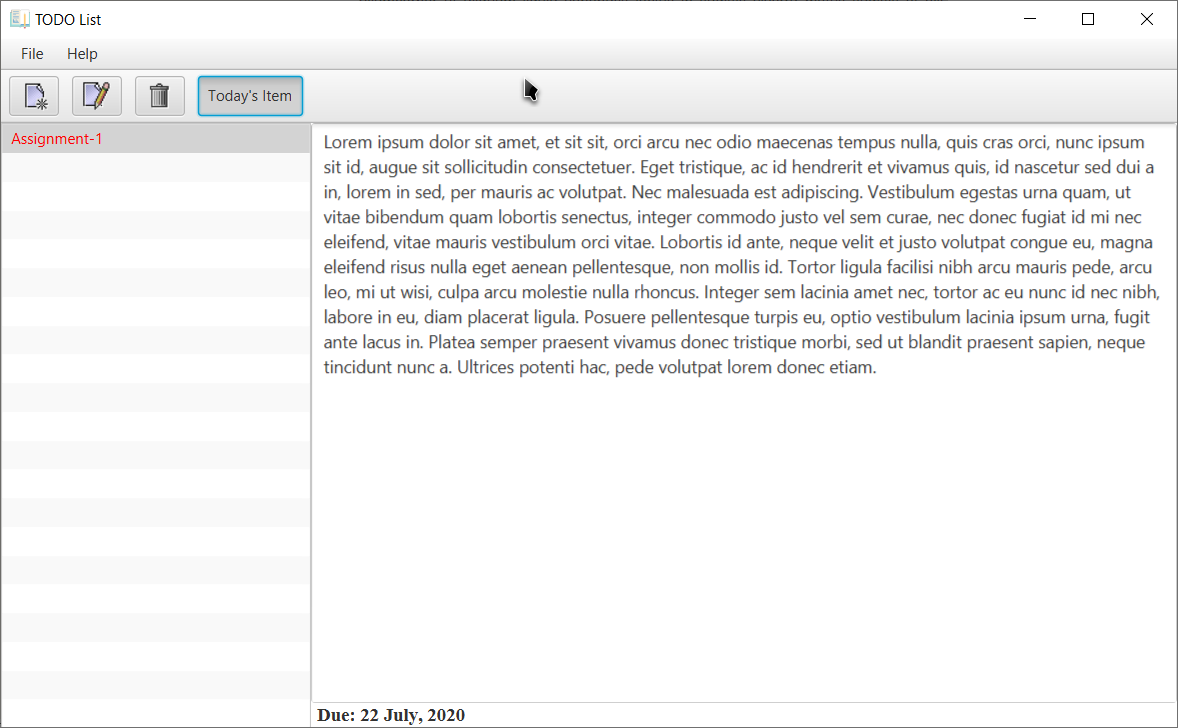 TODO List
File Help
Today's Item
Assignment-1
Lorem ipsum dolor sit amet, et sit sit, orci arcu nec odio maecenas tempus nulla, quis cras orci, nunc ipsum
sit id, augue sit sollicitudin consectetuer. Eget tristique, ac id hendrerit et vivamus quis, id nascetur sed dui a
in, lorem in sed, per mauris ac volutpat. Nec malesuada est adipiscing. Vestibulum egestas urna quam, ut
vitae bibendum quam lobortis senectus, integer commodo justo vel sem curae, nec donec fugiat id mi nec
eleifend, vitae mauris vestibulum orci vitae. Lobortis id ante, neque velit et justo volutpat congue eu, magna
eleifend risus nulla eget aenean pellentesque, non mollis id. Tortor ligula facilisi nibh arcu mauris pede, arcu
leo, mi ut wisi, culpa arcu molestie nulla rhoncus. Integer sem lacinia amet nec, tortor ac eu nunc id nec nibh,
labore in eu, diam placerat ligula. Posuere pellentesque turpis eu, optio vestibulum lacinia ipsum urna, fugit
ante lacus in. Platea semper praesent vivamus donec tristique morbi, sed ut blandit praesent sapien, neque
tincidunt nunc a. Ultrices potenti hac, pede volutpat lorem donec etiam.
Due: 22 July, 2020